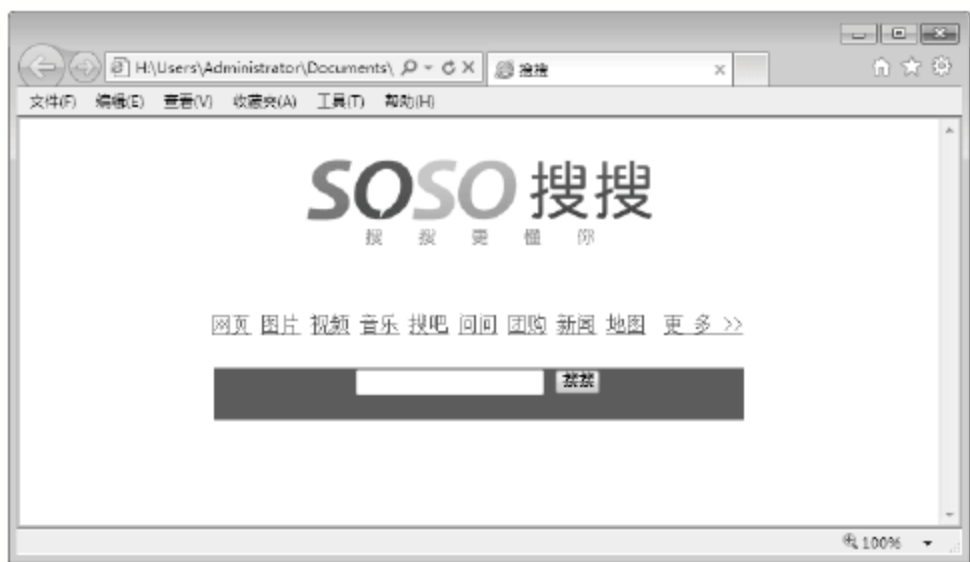 H:\Users\Administrator\Documents\
搜搜
文件(F) 编辑(E) 查看(V) 收藏夹(A) 工具(T) 帮助(H)
SOSO 搜搜
搜 搜 更 懂 你
网页 图片 视频 音乐 搜吧 问问 团购 新闻 地图 更 多 >>
搜搜
100%